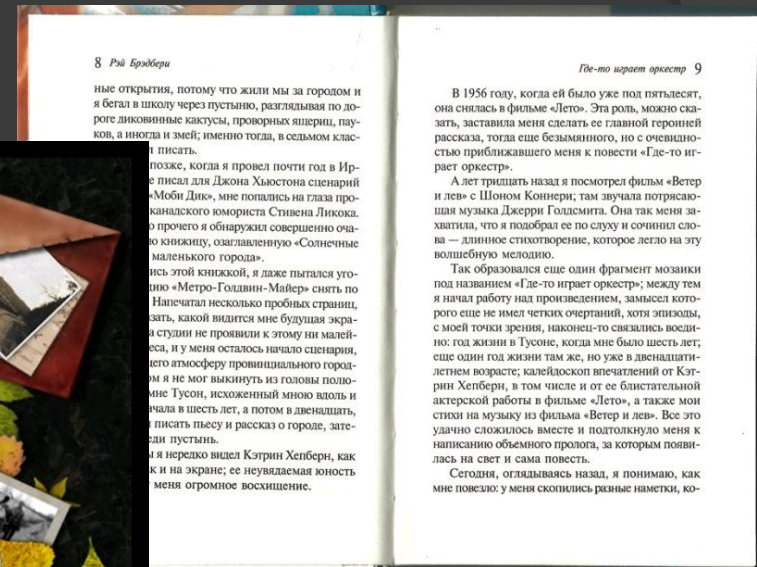 8 Рэй Брэдбери
ные открытия, потому что жили мы за городом и
я бегал в школу через пустыню, разглядывая по до-
роге диковинные кактусы, проворных ящериц, пау-
ков, а иногда и змей; именно тогда, в седьмом клас-
писать.
позже, когда я провел почти год в Ир-
писал для Джона Хьюстона сценарий
«Моби Дик», мне попались на глаза про-
канадского юмориста Стивена Ликока.
прочего я обнаружил совершенно оча-
книжицу, озаглавленную «Солнечные
маленького города».
этой книжкой, я даже пытался уго-
«Метро-Голдвин-Майер» снять по
Напечатал несколько пробных страниц,
какой видится мне будущая экра-
студии не проявили к этому ни малей-
и у меня осталось начало сценария,
атмосферу провинциального город-
я не мог выкинуть из головы полю-
мне Тусон, исхоженный мною вдоль и
в шесть лет, а потом в двенадцать,
писать пьесу и рассказ о городе, зате-
пустынь.
я нередко видел Кэтрин Хепберн, как
и на экране; ее неувядаемая юность
меня огромное восхищение.
Где-то играет оркестр 9
В 1956 году, когда ей было уже под пятьдесят,
она снялась в фильме «Лето». Эта роль, можно ска-
зать, заставила меня сделать ее главной героиней
рассказа, тогда еще безымянного, но с очевидно-
стью приближавшего меня к повести «Где-то иг-
рает оркестр».
А лет тридцать назад я посмотрел фильм «Ветер
и лев» с Шоном Коннери; там звучала потрясаю-
щая музыка Джерри Голдсмита. Она так меня за-
хватила, что я подобрал ее по слуху и сочинил сло-
ва — длинное стихотворение, которое легло на эту
волшебную мелодию.
Так образовался еще один фрагмент мозаики
под названием «Где-то играет оркестр»; между тем
я начал работу над произведением, замысел кото-
рого еще не имел четких очертаний, хотя эпизоды,
с моей точки зрения, наконец-то связались воеди-
но: год жизни в Тусоне, когда мне было шесть лет;
еще один год жизни там же, но уже в двенадцати-
летнем возрасте; калейдоскоп впечатлений от Кэт-
рин Хепберн, в том числе и от ее блистательной
актерской работы в фильме «Лето», а также мои
стихи на музыку из фильма «Ветер и лев». Все это
удачно сложилось вместе и подтолкнуло меня к
написанию объемного пролога, за которым появи-
лась на свет и сама повесть.
Сегодня, оглядываясь назад, я понимаю, как
мне повезло: у меня скопились разные наметки, ко-